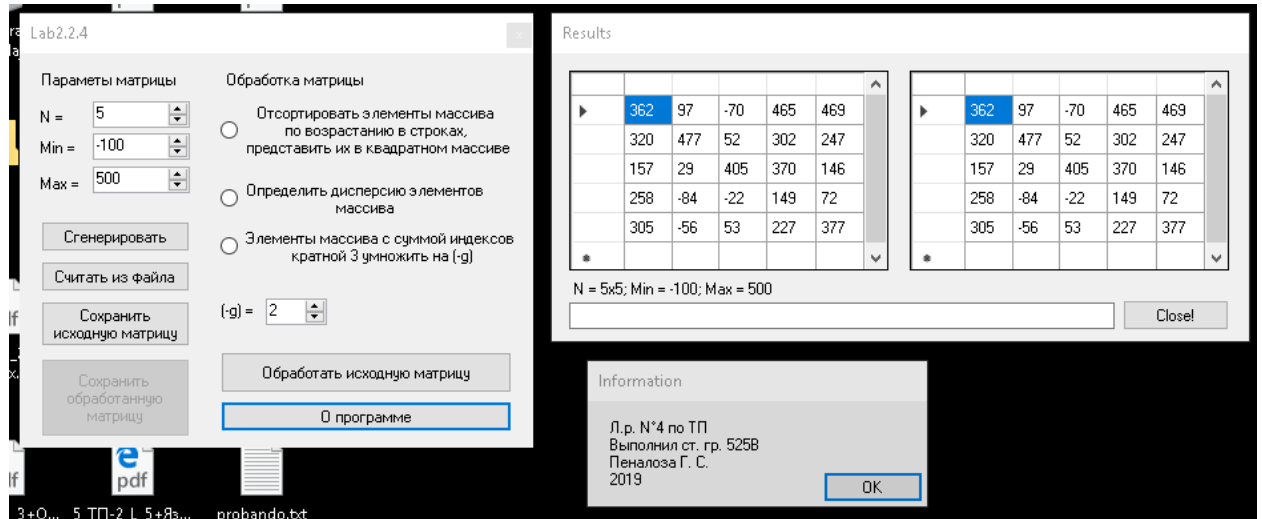 Lab2.2.4
x
Параметы матрицы
N =
5
Min =
-100
Max =
500
Сгенерировать
Считать из файла
Сохранить
исходную матрицу
Сохранить
обработанную
матрицу
Обработка матрицы
Отсортировать элементы массива
по возрастанию в строках,
представить их в квадратном массиве
Определить дисперсию элементов
массива
Элементы массива с суммой индексов
кратной 3 умножить на (-g)
(-g) =
2
Обработать исходную матрицу
О программе
Results
362 97 -70 465 469
320 477 52 302 247
157 29 405 370 146
258 -84 -22 149 72
305 -56 53 227 377
362 97 -70 465 469
320 477 52 302 247
157 29 405 370 146
258 -84 -22 149 72
305 -56 53 227 377
N = 5x5; Min = -100; Max = 500
Close!
Information
Л.р. N°4 по ТП
Выполнил ст. гр. 525В
Пеналоза Г. С.
2019
OK
pdf
3+О... 5 ТП-2 L 5+Яз... probando.txt